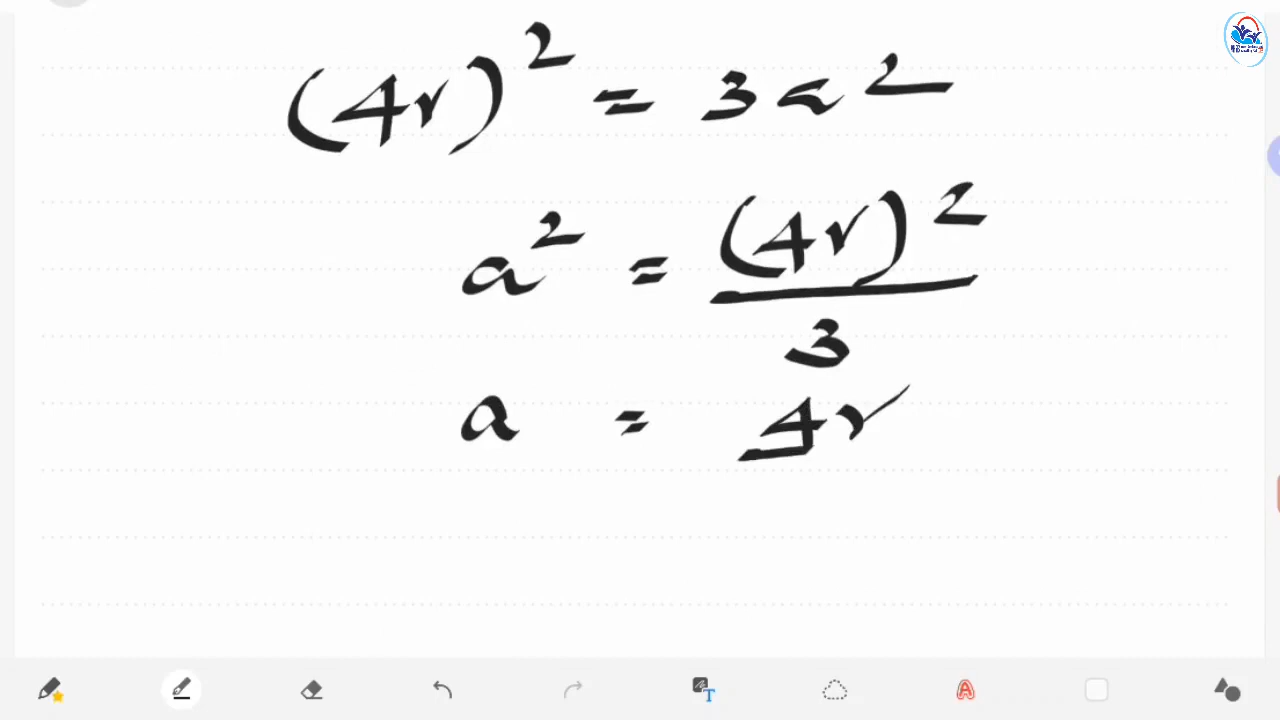 (4r)² = 3a²
a² = (4r)² / 3
a = 4r